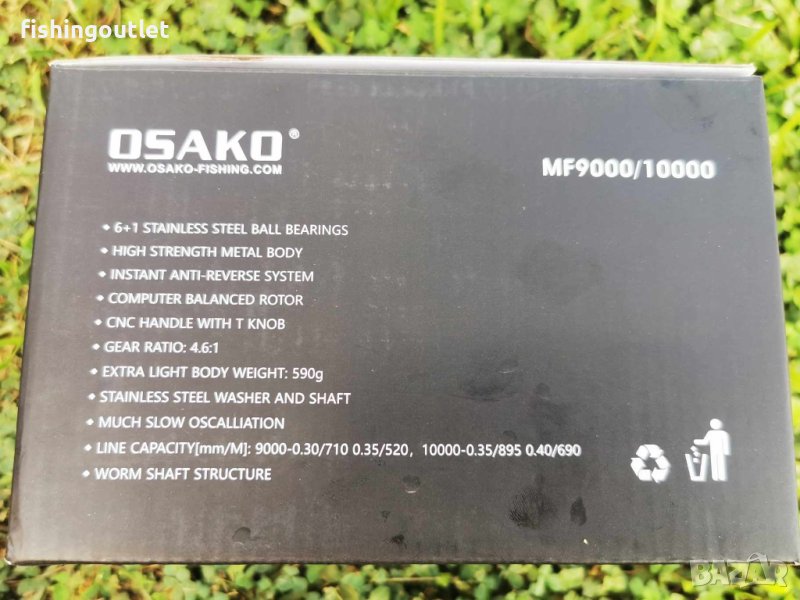 fishingoutlet
OSAKO®
WWW.OSAKO-FISHING.COM
MF9000/10000
• 6+1 STAINLESS STEEL BALL BEARINGS
• HIGH STRENGTH METAL BODY
• INSTANT ANTI-REVERSE SYSTEM
• COMPUTER BALANCED ROTOR
• CNC HANDLE WITH T KNOB
• GEAR RATIO: 4.6:1
• EXTRA LIGHT BODY WEIGHT: 590g
• STAINLESS STEEL WASHER AND SHAFT
• MUCH SLOW OSCALLIATION
• LINE CAPACITY[mm/M]: 9000-0.30/710 0.35/520, 10000-0.35/895 0.40/690
• WORM SHAFT STRUCTURE
BAZAR